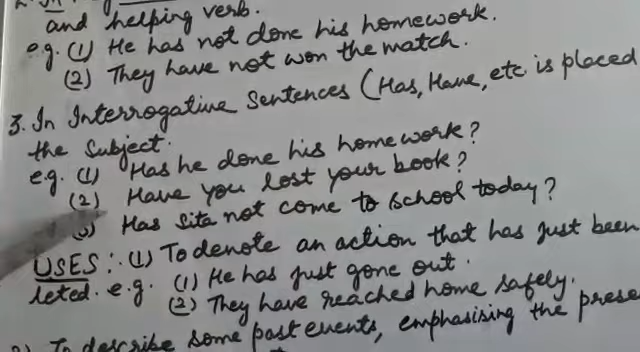 and helping verb.
e.g. (1) He has not done his homework.
(2) They have not won the match.
3. In Interrogative Sentences (Has, Have, etc is placed
the Subject.
e.g. (1) Has he done his homework?
(2) Have you lost your book?
(3) Has Sita not come to school today?
USES:. (1) To denote an action that has just been
leted. e.g. (1) He has just gone out.
(2) They have reached home safely.
2) To describe some past events, emphasising the prese